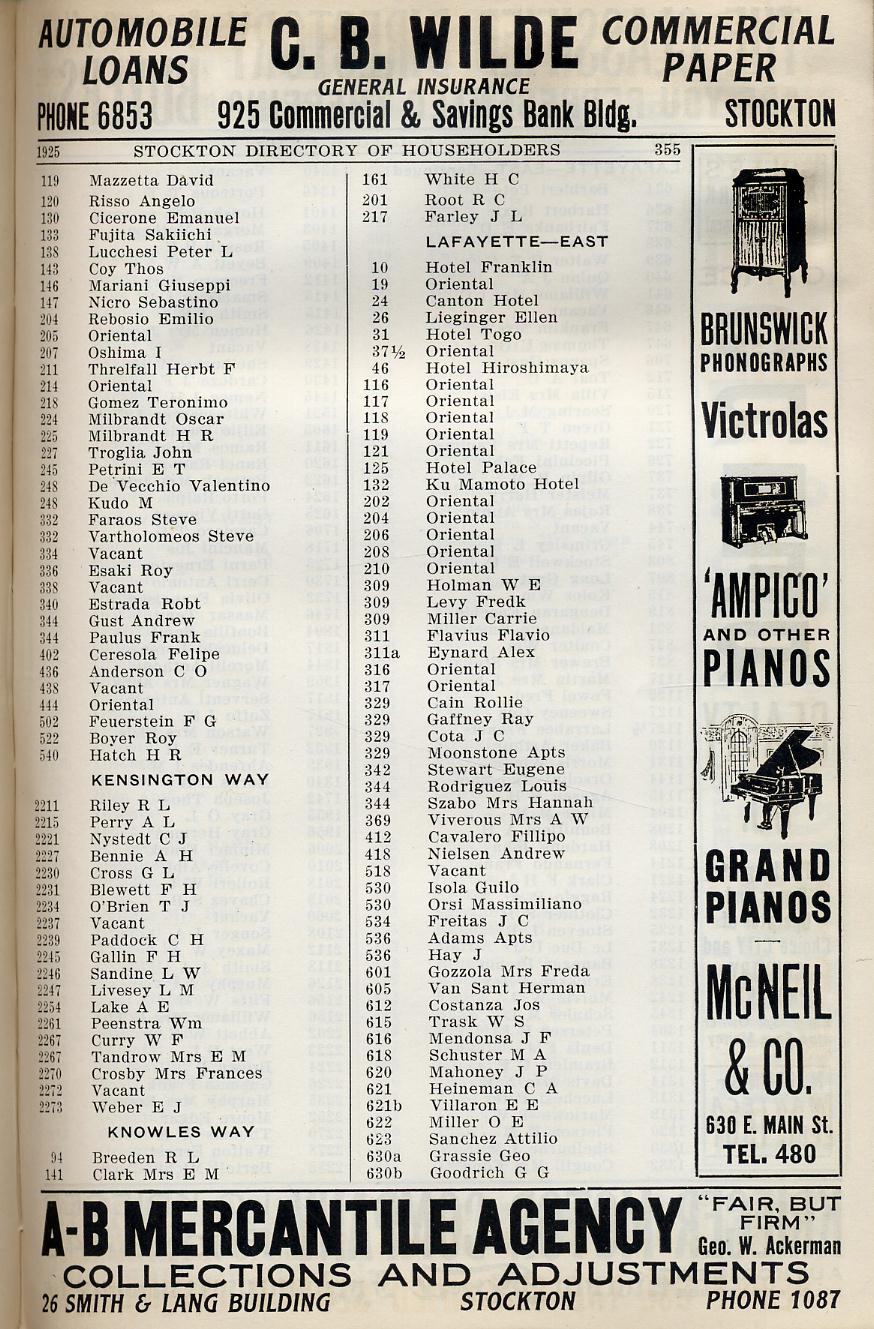 AUTOMOBILE LOANS
C. B. WILDE
COMMERCIAL PAPER
GENERAL INSURANCE
PHONE 6853 925 Commercial & Savings Bank Bldg. STOCKTON
1925 STOCKTON DIRECTORY OF HOUSEHOLDERS 355
119 Mazzetta David
120 Risso Angelo
130 Cicerone Emanuel
133 Fujita Sakiichi
138 Lucchesi Peter L
143 Coy Thos
146 Mariani Giuseppi
147 Nicro Sebastino
204 Rebosio Emilio
205 Oriental
207 Oshima I
211 Threlfall Herbt F
214 Oriental
218 Gomez Teronimo
224 Milbrandt Oscar
225 Milbrandt H R
227 Troglia John
245 Petrini E T
248 De Vecchio Valentino
248 Kudo M
332 Faraos Steve
332 Vartholomeos Steve
334 Vacant
336 Esaki Roy
338 Vacant
340 Estrada Robt
344 Gust Andrew
344 Paulus Frank
402 Ceresola Felipe
436 Anderson C O
438 Vacant
444 Oriental
502 Feuerstein F G
522 Boyer Roy
540 Hatch H R
KENSINGTON WAY
2211 Riley R L
2215 Perry A L
2221 Nystedt C J
2227 Bennie A H
2230 Cross G L
2231 Blewett F H
2234 O'Brien T J
2237 Vacant
2239 Paddock C H
2245 Gallin F H
2246 Sandine L W
2247 Livesey L M
2254 Lake A E
2261 Peenstra Wm
2267 Curry W F
2267 Tandrow Mrs E M
2270 Crosby Mrs Frances
2272 Vacant
2273 Weber E J
KNOWLES WAY
94 Breeden R L
141 Clark Mrs E M
161 White H C
201 Root R C
217 Farley J L
LAFAYETTE—EAST
10 Hotel Franklin
19 Oriental
24 Canton Hotel
26 Lieginger Ellen
31 Hotel Togo
37½ Oriental
46 Hotel Hiroshimaya
116 Oriental
117 Oriental
118 Oriental
119 Oriental
121 Oriental
125 Hotel Palace
132 Ku Mamoto Hotel
202 Oriental
204 Oriental
206 Oriental
208 Oriental
210 Oriental
309 Holman W E
309 Levy Fredk
309 Miller Carrie
311 Flavius Flavio
311a Eynard Alex
316 Oriental
317 Oriental
329 Cain Rollie
329 Gaffney Ray
329 Cota J C
329 Moonstone Apts
342 Stewart Eugene
344 Rodriguez Louis
344 Szabo Mrs Hannah
369 Viverous Mrs A W
412 Cavalero Fillipo
418 Nielsen Andrew
518 Vacant
530 Isola Guilo
530 Orsi Massimiliano
534 Freitas J C
536 Adams Apts
536 Hay J
601 Gozzola Mrs Freda
605 Van Sant Herman
612 Costanza Jos
615 Trask W S
616 Mendonsa J F
618 Schuster M A
620 Mahoney J P
621 Heineman C A
621b Villaron E E
622 Miller O E
623 Sanchez Attilio
630a Grassie Geo
630b Goodrich G G
BRUNSWICK
PHONOGRAPHS
Victrolas
'AMPICO'
AND OTHER
PIANOS
GRAND
PIANOS
McNEIL
& CO.
630 E. MAIN St.
TEL. 480
A-B MERCANTILE AGENCY
"FAIR, BUT
FIRM"
Geo. W. Ackerman
COLLECTIONS AND ADJUSTMENTS
26 SMITH & LANG BUILDING STOCKTON PHONE 1087